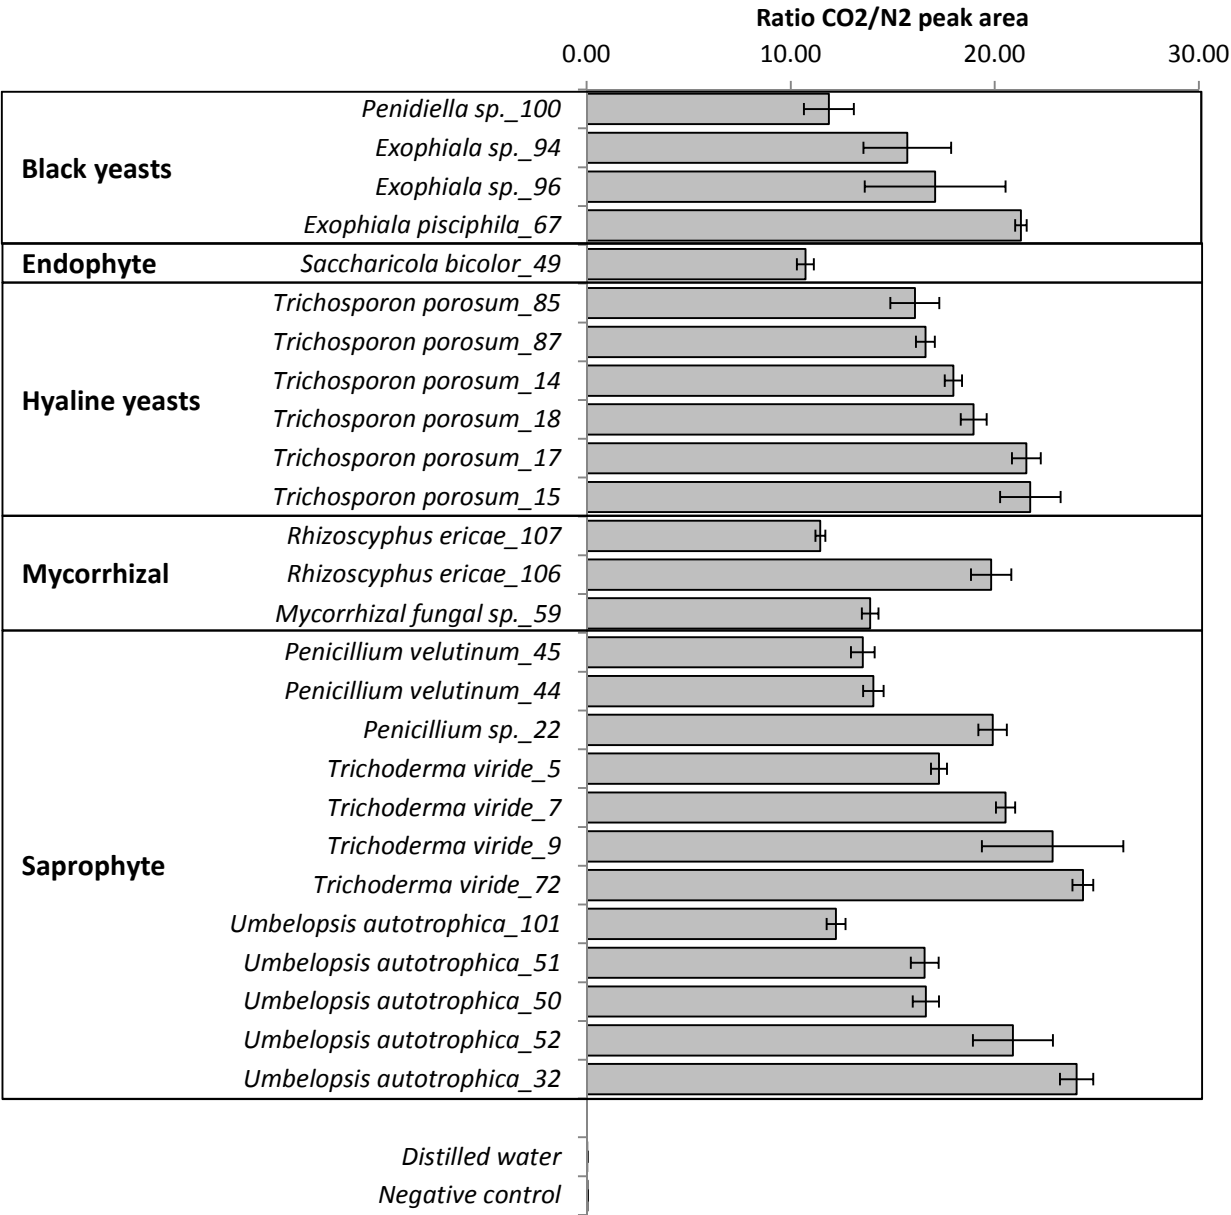 Ratio CO2/N2 peak area
0.00 10.00 20.00 30.00
Black yeasts
Penidiella sp._100
Exophiala sp._94
Exophiala sp._96
Exophiala pisciphila_67
Endophyte
Saccharicola bicolor_49
Hyaline yeasts
Trichosporon porosum_85
Trichosporon porosum_87
Trichosporon porosum_14
Trichosporon porosum_18
Trichosporon porosum_17
Trichosporon porosum_15
Mycorrhizal
Rhizoscyphus ericae_107
Rhizoscyphus ericae_106
Mycorrhizal fungal sp._59
Saprophyte
Penicillium velutinum_45
Penicillium velutinum_44
Penicillium sp._22
Trichoderma viride_5
Trichoderma viride_7
Trichoderma viride_9
Trichoderma viride_72
Umbelopsis autotrophica_101
Umbelopsis autotrophica_51
Umbelopsis autotrophica_50
Umbelopsis autotrophica_52
Umbelopsis autotrophica_32
Distilled water
Negative control